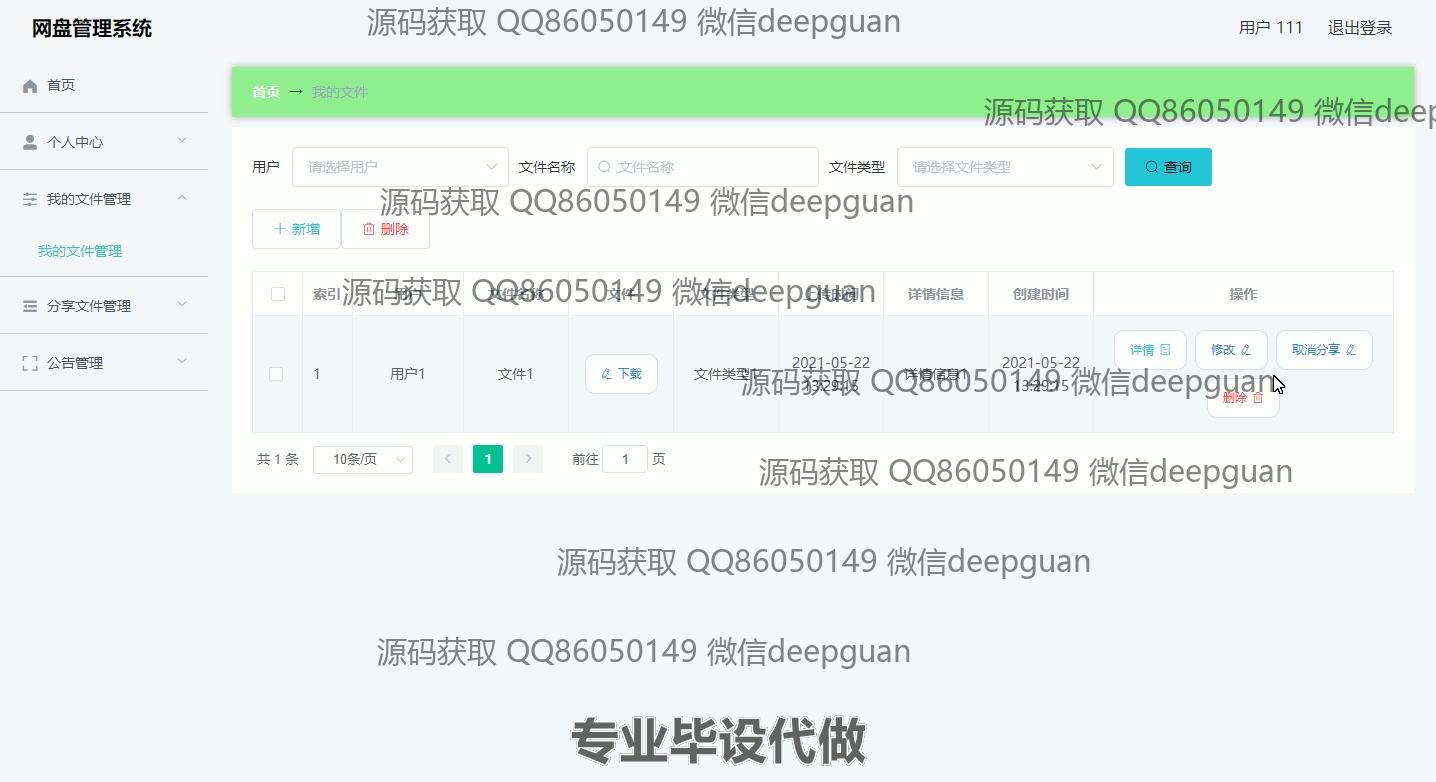 网盘管理系统
源码获取 QQ86050149 微信deepguan
用户 111
退出登录
首页
个人中心
我的文件管理
我的文件管理
分享文件管理
公告管理
首页 → 我的文件
源码获取 QQ86050149 微信deep
用户 请选择用户 文件名称 文件名称 文件类型 请选择文件类型 查询
源码获取 QQ86050149 微信deepguan
新增 删除
索引 用户 文件名称 文件 文件类型 上传时间 详情信息 创建时间 操作
源码获取 QQ86050149 微信deepguan
1 用户1 文件1 下载 文件类型1 2021-05-22 13:29:15 详情信息1 2021-05-22 13:29:15 详情 修改 取消分享
删除
源码获取 QQ86050149 微信deepguan
共 1 条 10条/页 1 前往 1 页
源码获取 QQ86050149 微信deepguan
源码获取 QQ86050149 微信deepguan
源码获取 QQ86050149 微信deepguan
专业毕设代做